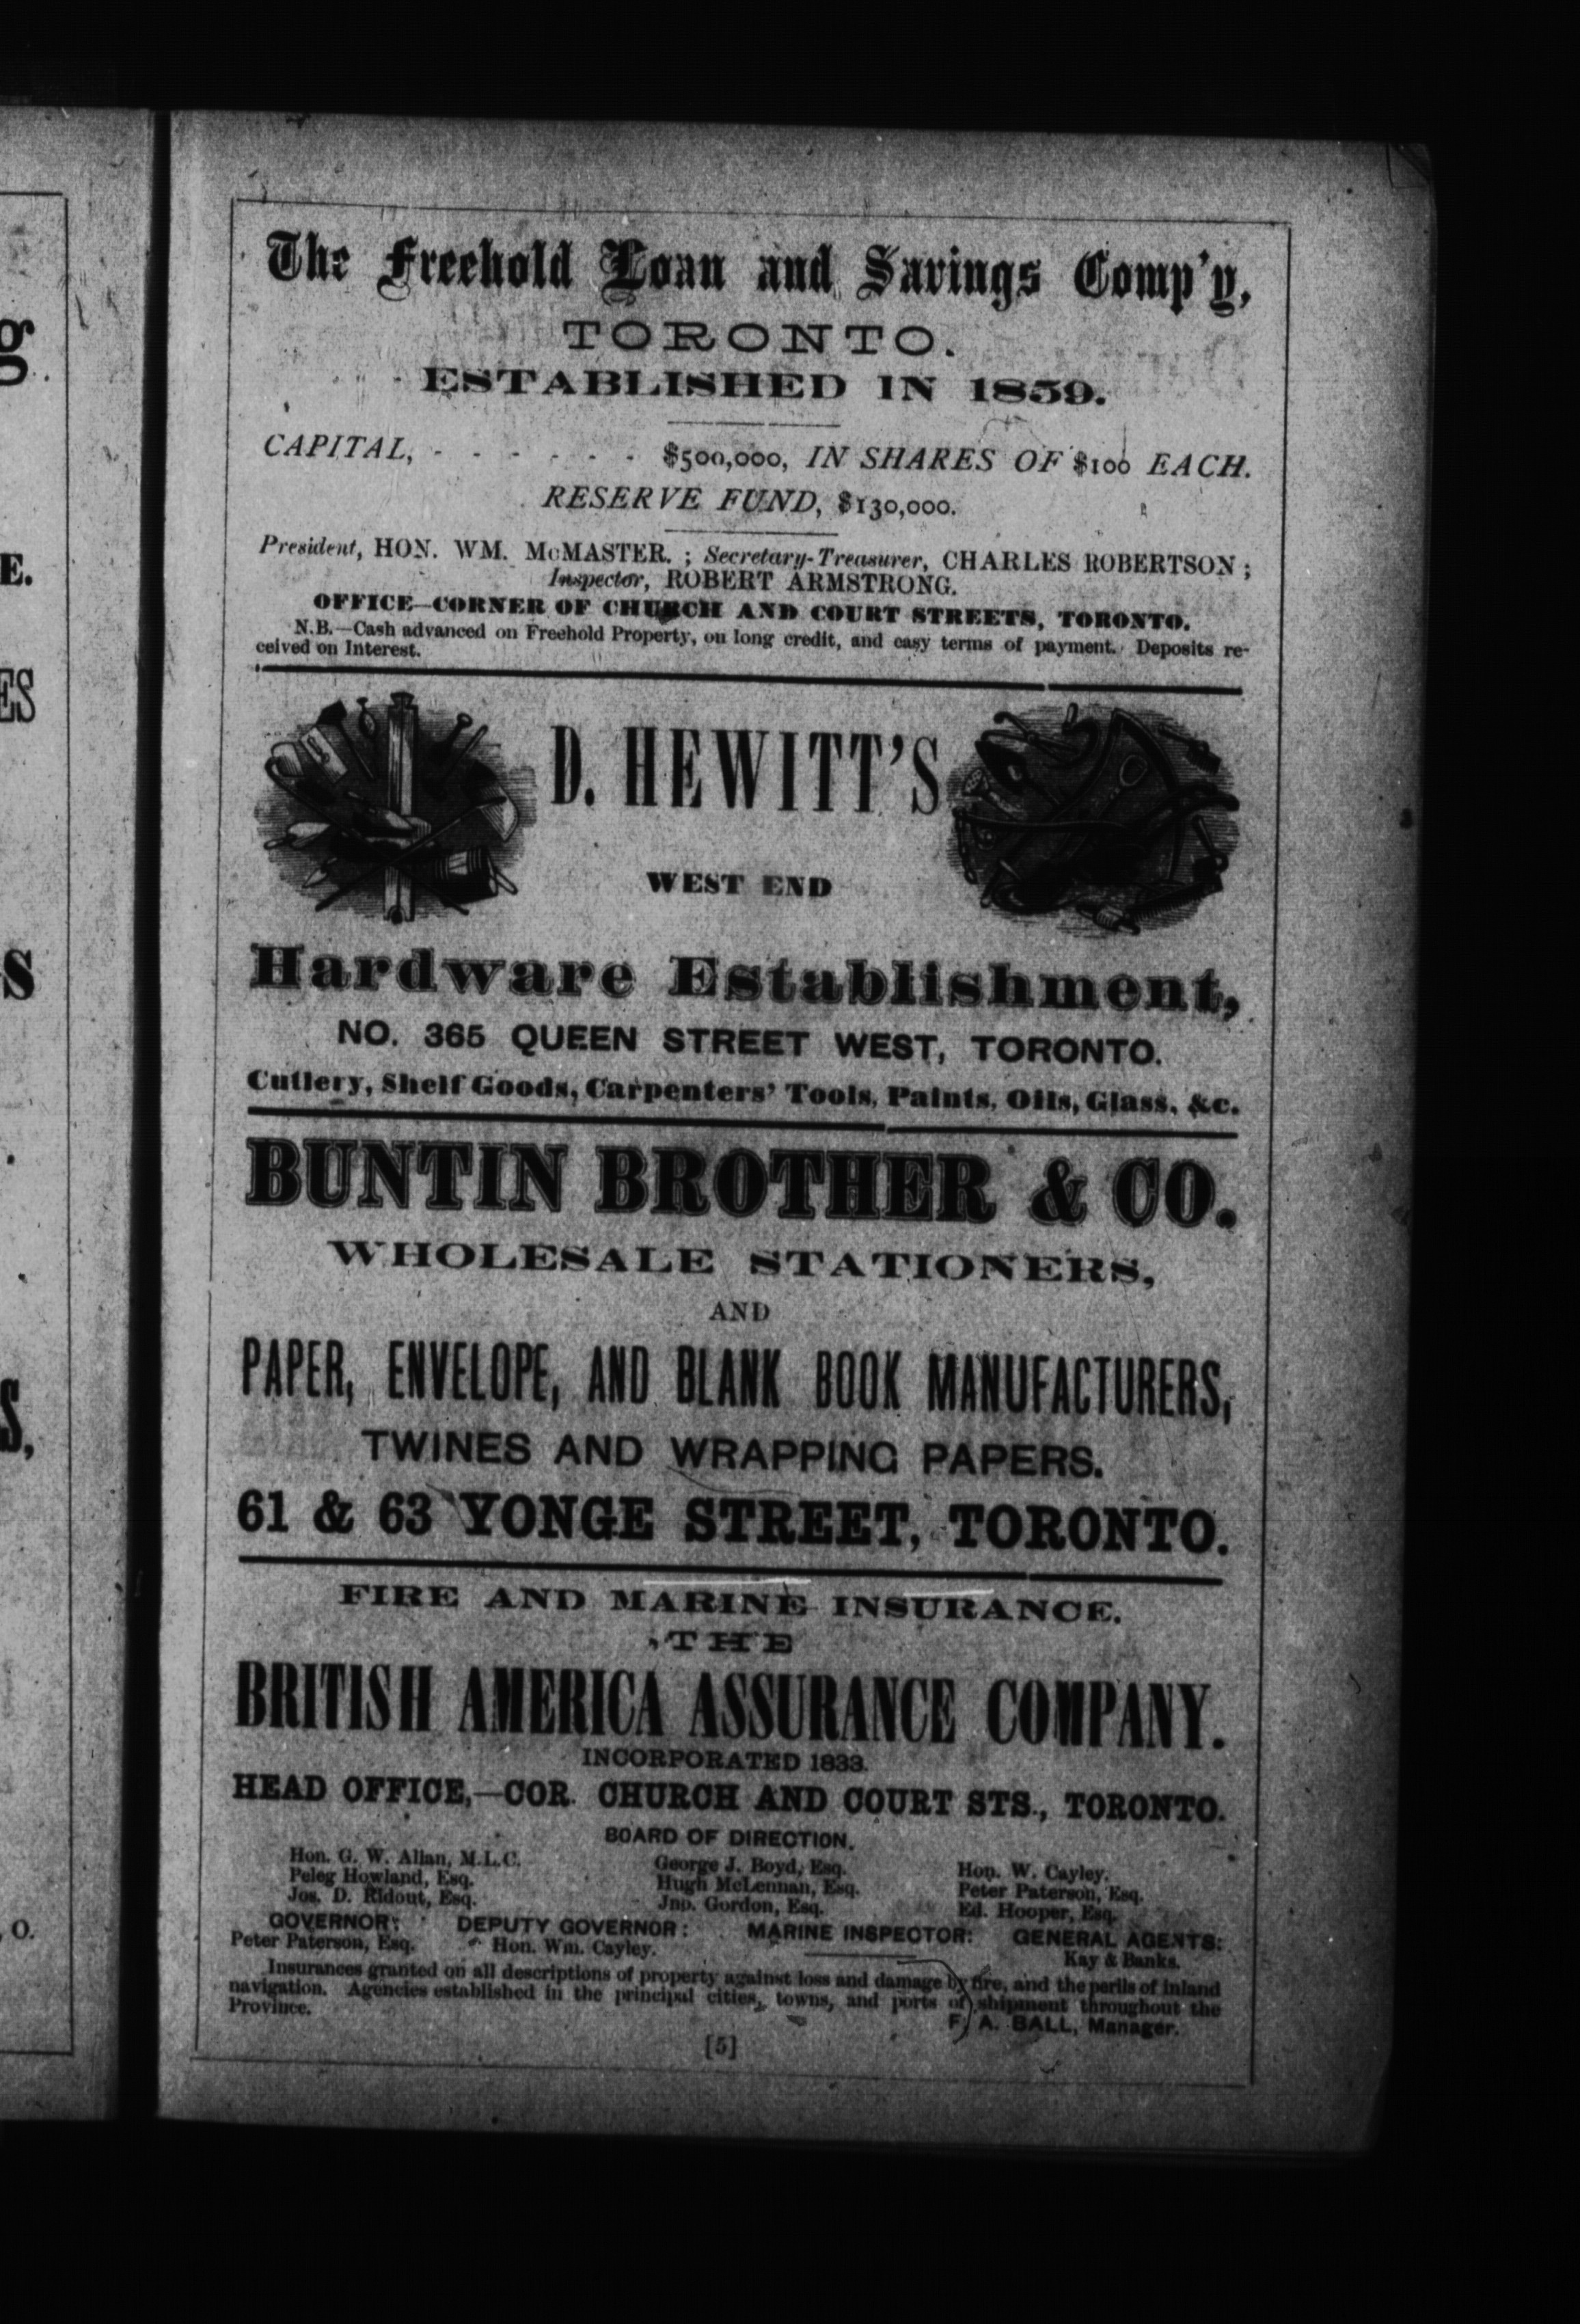 The Freehold Loan and Savings Comp'y,
TORONTO.
ESTABLISHED IN 1859.
CAPITAL, - - - - - - $500,000, IN SHARES OF $100 EACH.
RESERVE FUND, $130,000.
President, HON. WM. McMASTER. ; Secretary-Treasurer, CHARLES ROBERTSON ;
Inspector, ROBERT ARMSTRONG.
OFFICE—CORNER OF CHURCH AND COURT STREETS, TORONTO.
N.B.—Cash advanced on Freehold Property, on long credit, and easy terms of payment. Deposits re-
ceived on Interest.
D. HEWITT'S
WEST END
Hardware Establishment,
NO. 365 QUEEN STREET WEST, TORONTO.
Cutlery, Shelf Goods, Carpenters' Tools, Paints, Oils, Glass, &c.
BUNTIN BROTHER & CO.
WHOLESALE STATIONERS,
AND
PAPER, ENVELOPE, AND BLANK BOOK MANUFACTURERS,
TWINES AND WRAPPING PAPERS.
61 & 63 YONGE STREET, TORONTO.
FIRE AND MARINE INSURANCE.
THE
BRITISH AMERICA ASSURANCE COMPANY.
INCORPORATED 1833.
HEAD OFFICE,—COR. CHURCH AND COURT STS., TORONTO.
BOARD OF DIRECTION.
Hon. G. W. Allan, M.L.C. George J. Boyd, Esq. Hon. W. Cayley.
Peleg Howland, Esq. Hugh McLennan, Esq. Peter Paterson, Esq.
Jos. D. Ridout, Esq. Jno. Gordon, Esq. Ed. Hooper, Esq.
GOVERNOR: DEPUTY GOVERNOR: MARINE INSPECTOR: GENERAL AGENTS:
Peter Paterson, Esq. Hon. Wm. Cayley. Kay & Banks.
Insurances granted on all descriptions of property against loss and damage by fire, and the perils of inland
navigation. Agencies established in the principal cities, towns, and ports of shipment throughout the
Province.
F. A. BALL, Manager.
[5]